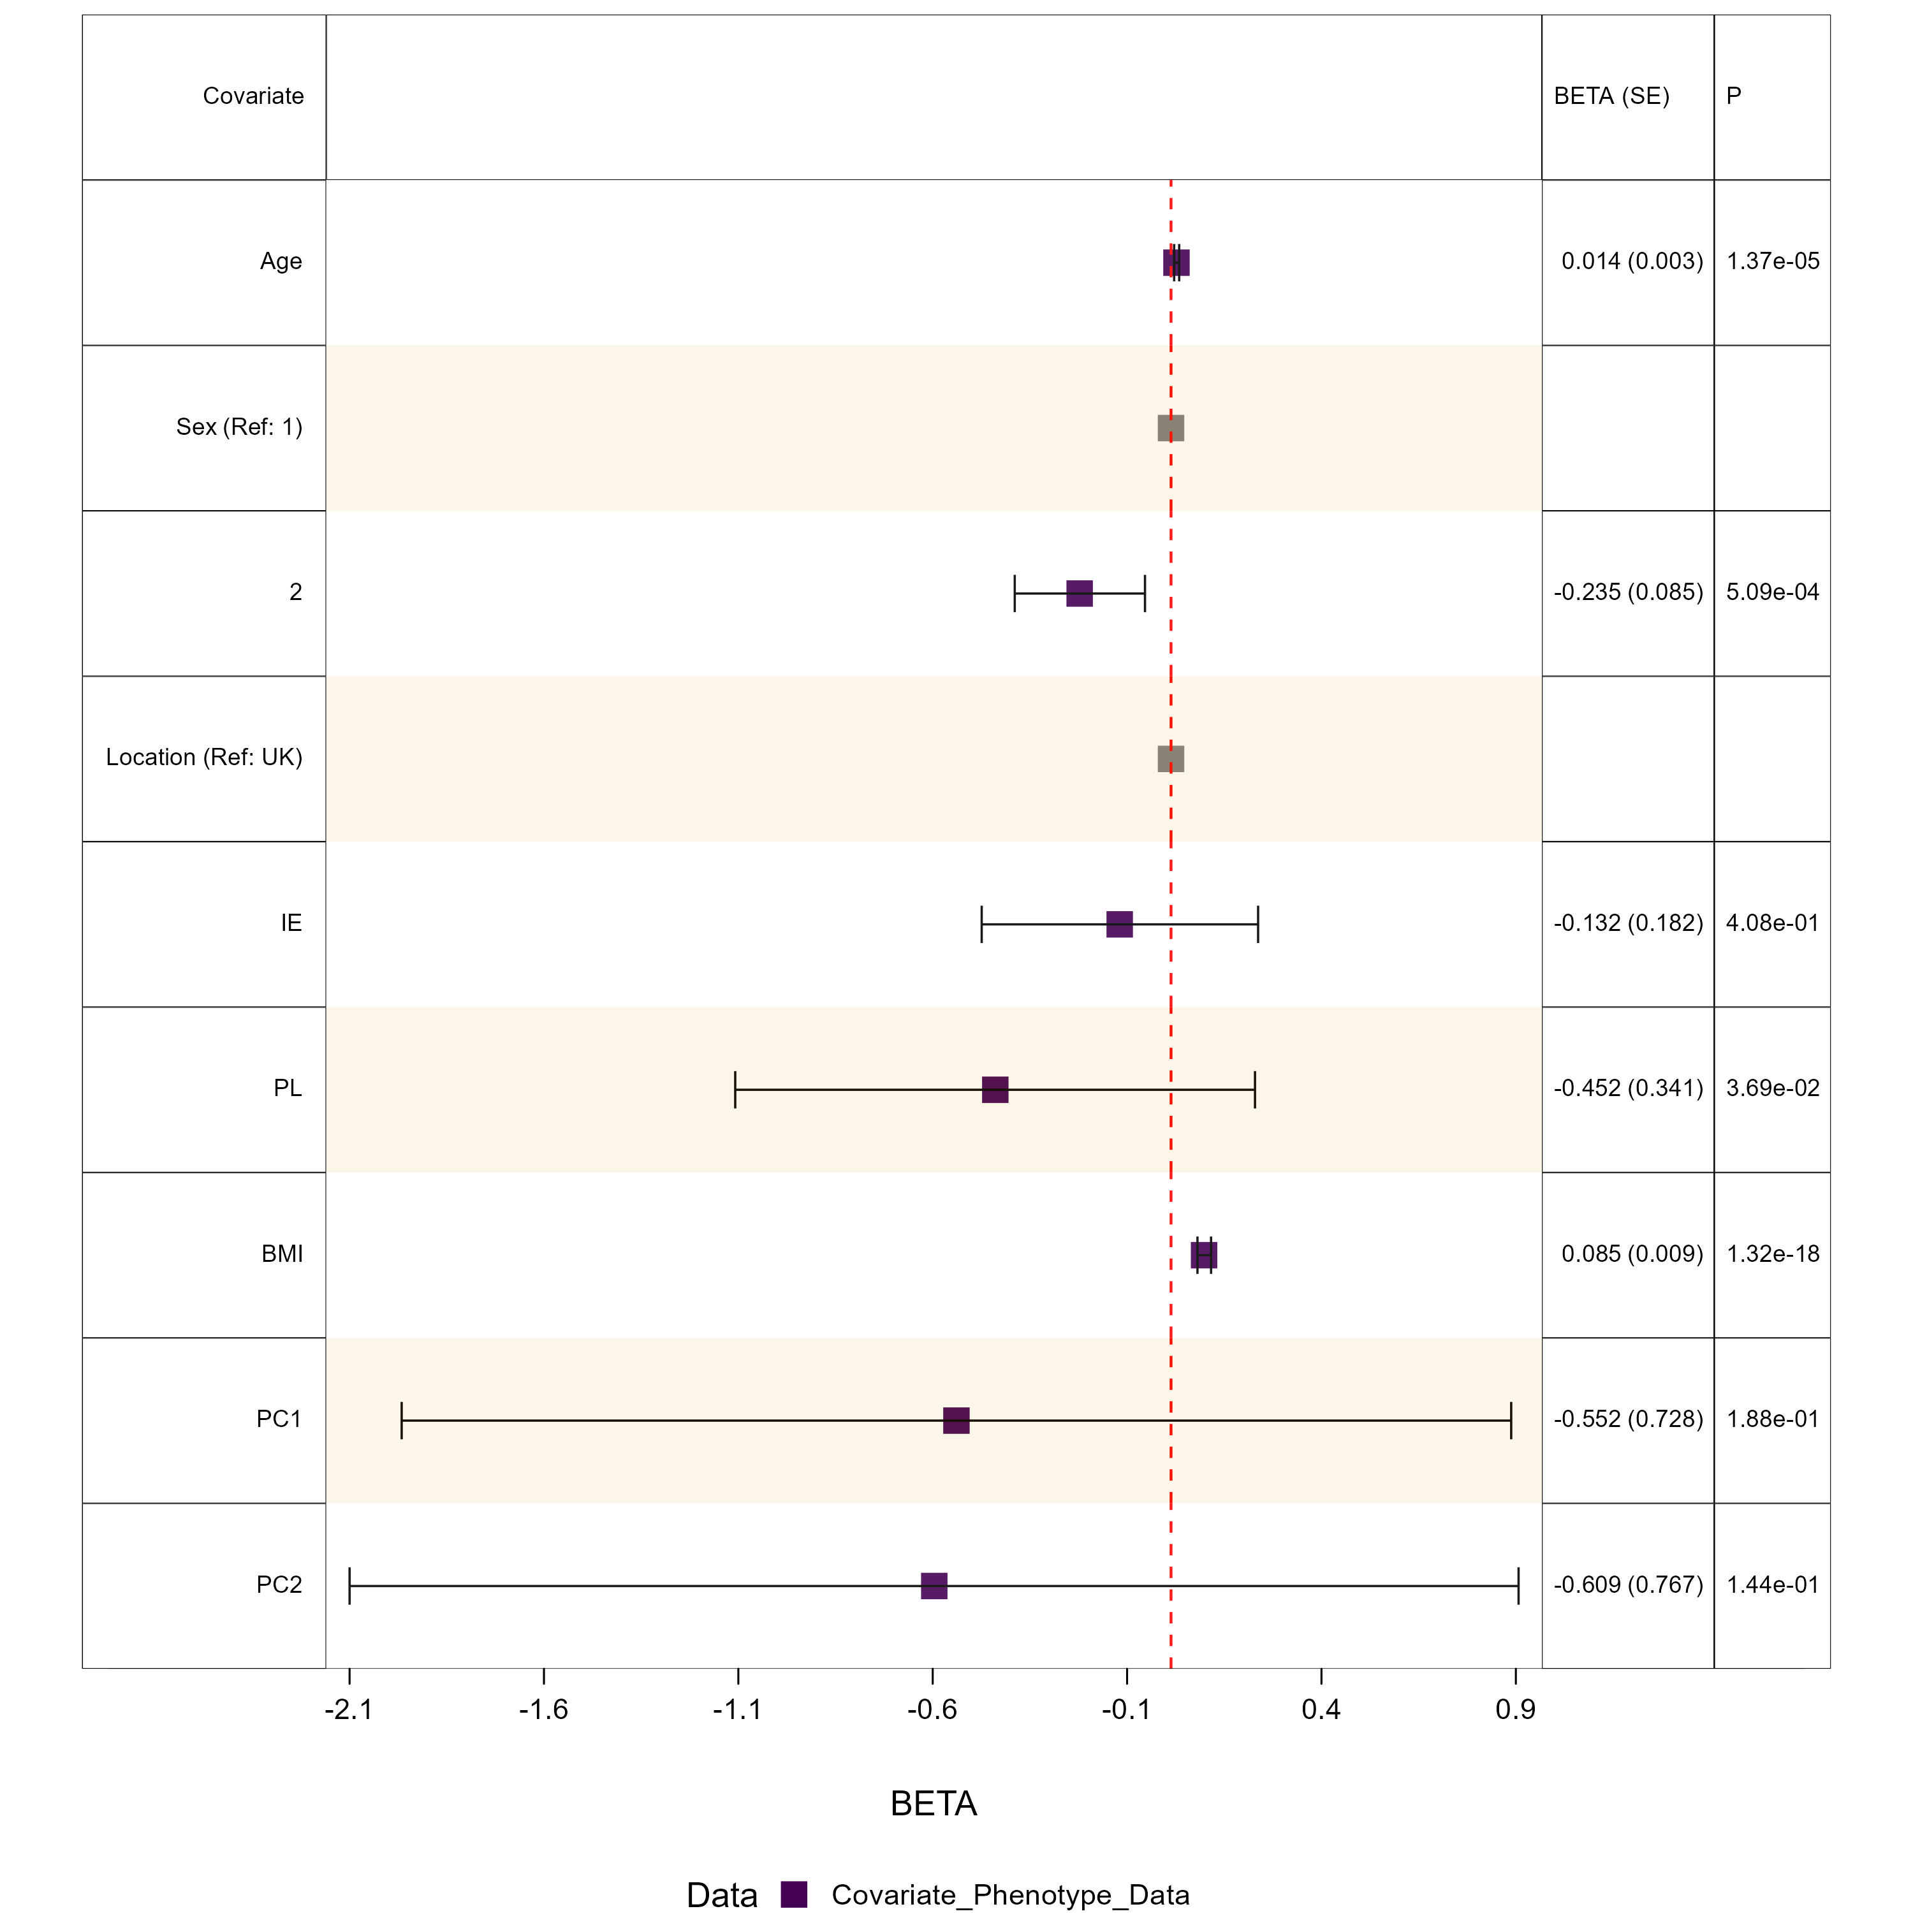 Covariate BETA (SE) P
Age 0.014 (0.003) 1.37e-05
Sex (Ref: 1)
2 -0.235 (0.085) 5.09e-04
Location (Ref: UK)
IE -0.132 (0.182) 4.08e-01
PL -0.452 (0.341) 3.69e-02
BMI 0.085 (0.009) 1.32e-18
PC1 -0.552 (0.728) 1.88e-01
PC2 -0.609 (0.767) 1.44e-01
-2.1 -1.6 -1.1 -0.6 -0.1 0.4 0.9
BETA
Data Covariate_Phenotype_Data